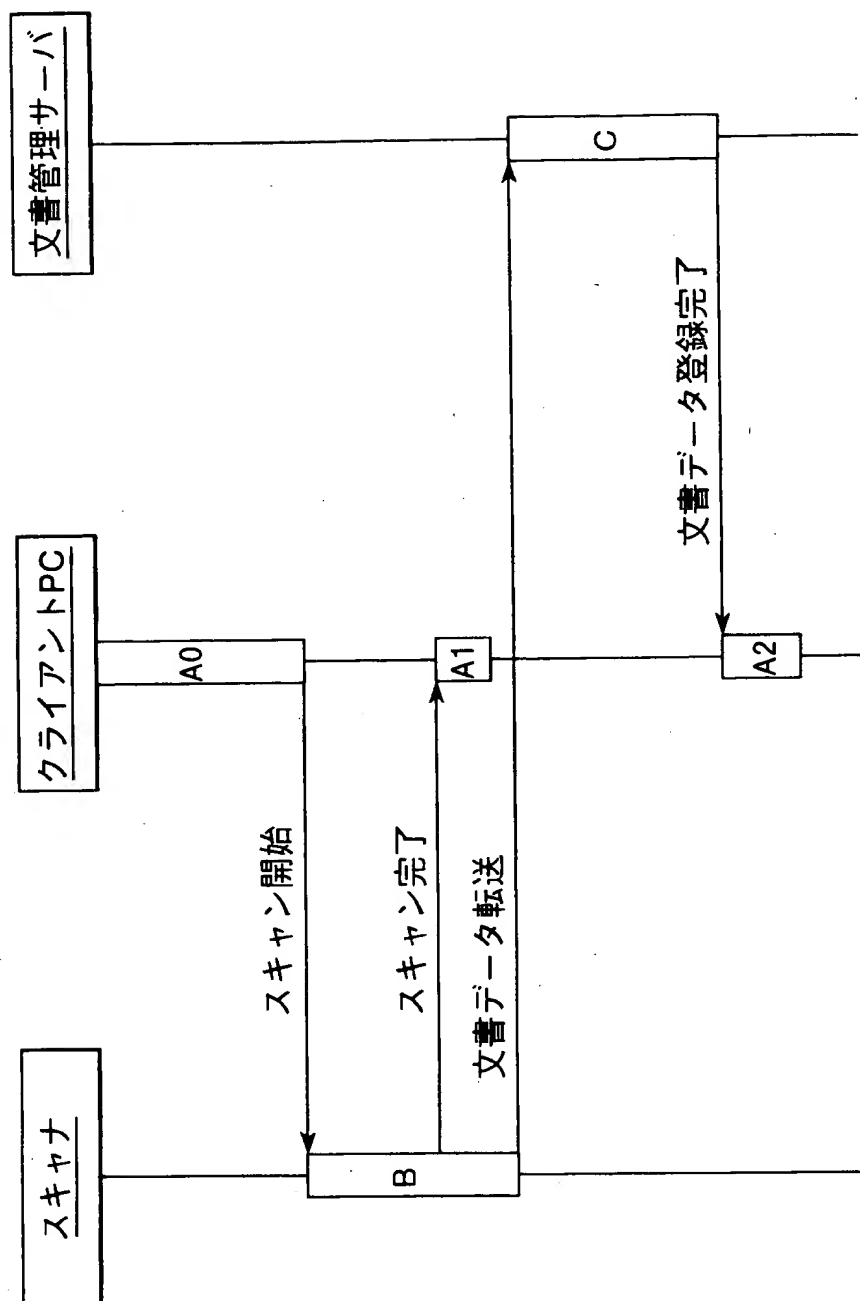 スキャナ
クライアントPC
文書管理サーバ
A0
スキャン開始
B
スキャン完了
A1
文書データ転送
C
文書データ登録完了
A2